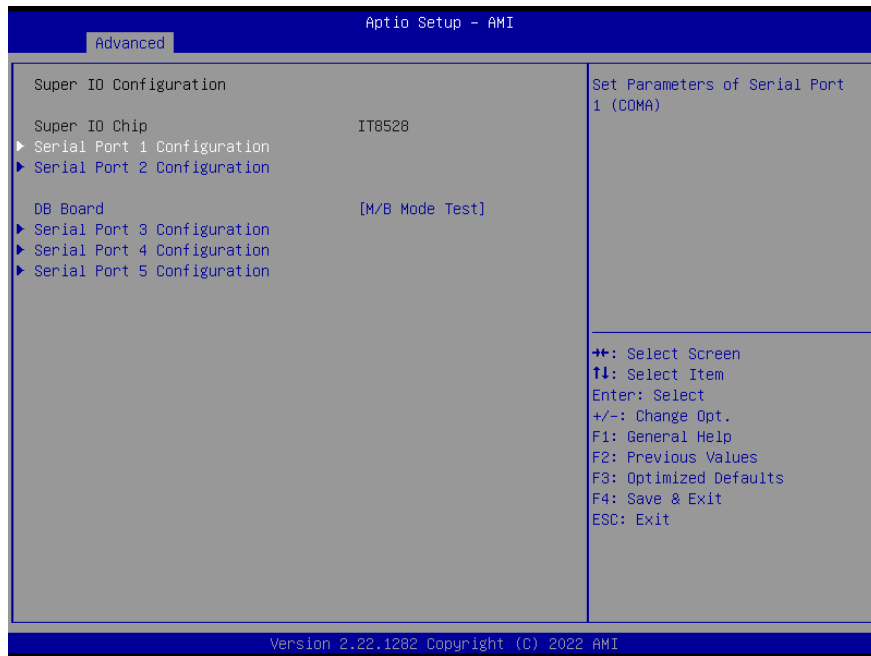 Aptio Setup – AMI
Advanced
Super IO Configuration
Super IO Chip IT8528
Serial Port 1 Configuration
Serial Port 2 Configuration
DB Board [M/B Mode Test]
Serial Port 3 Configuration
Serial Port 4 Configuration
Serial Port 5 Configuration
Set Parameters of Serial Port
1 (COMA)
→←: Select Screen
↑↓: Select Item
Enter: Select
+/-: Change Opt.
F1: General Help
F2: Previous Values
F3: Optimized Defaults
F4: Save & Exit
ESC: Exit
Version 2.22.1282 Copyright (C) 2022 AMI